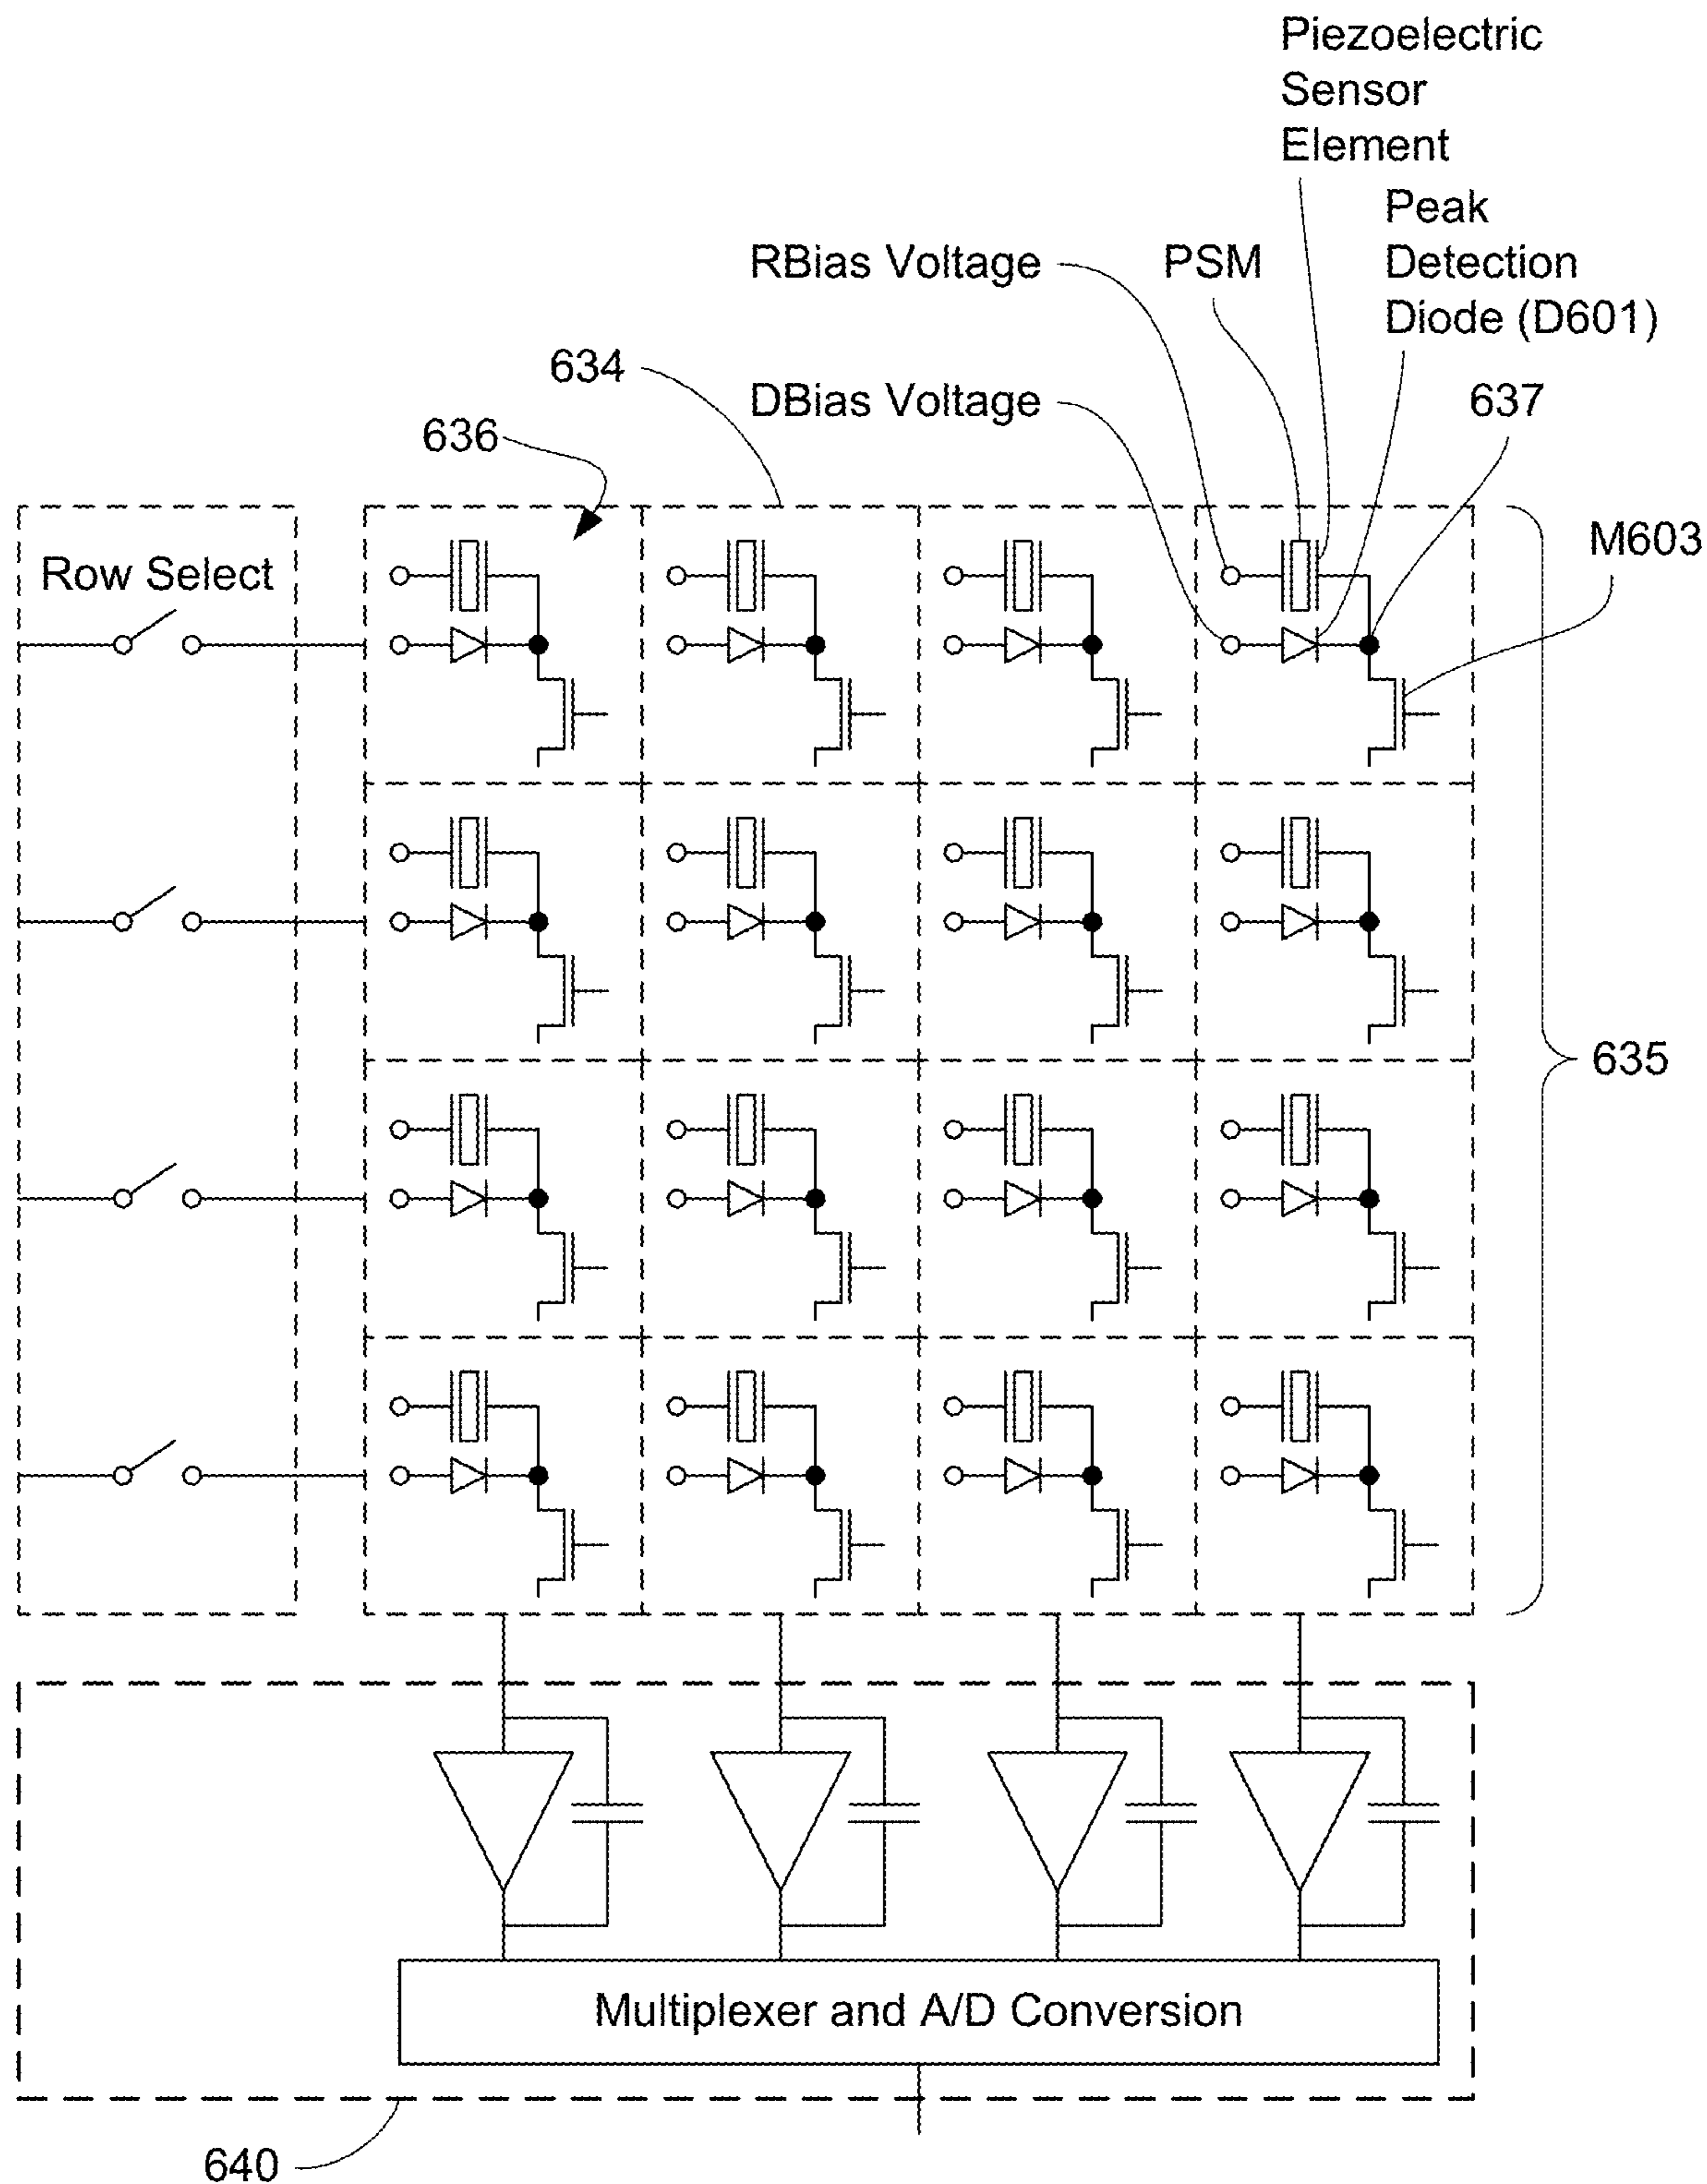 Piezoelectric
Sensor
Element
Peak
Detection
Diode (D601)
RBias Voltage
PSM
634
DBias Voltage
637
636
M603
Row Select
635
Multiplexer and A/D Conversion
640